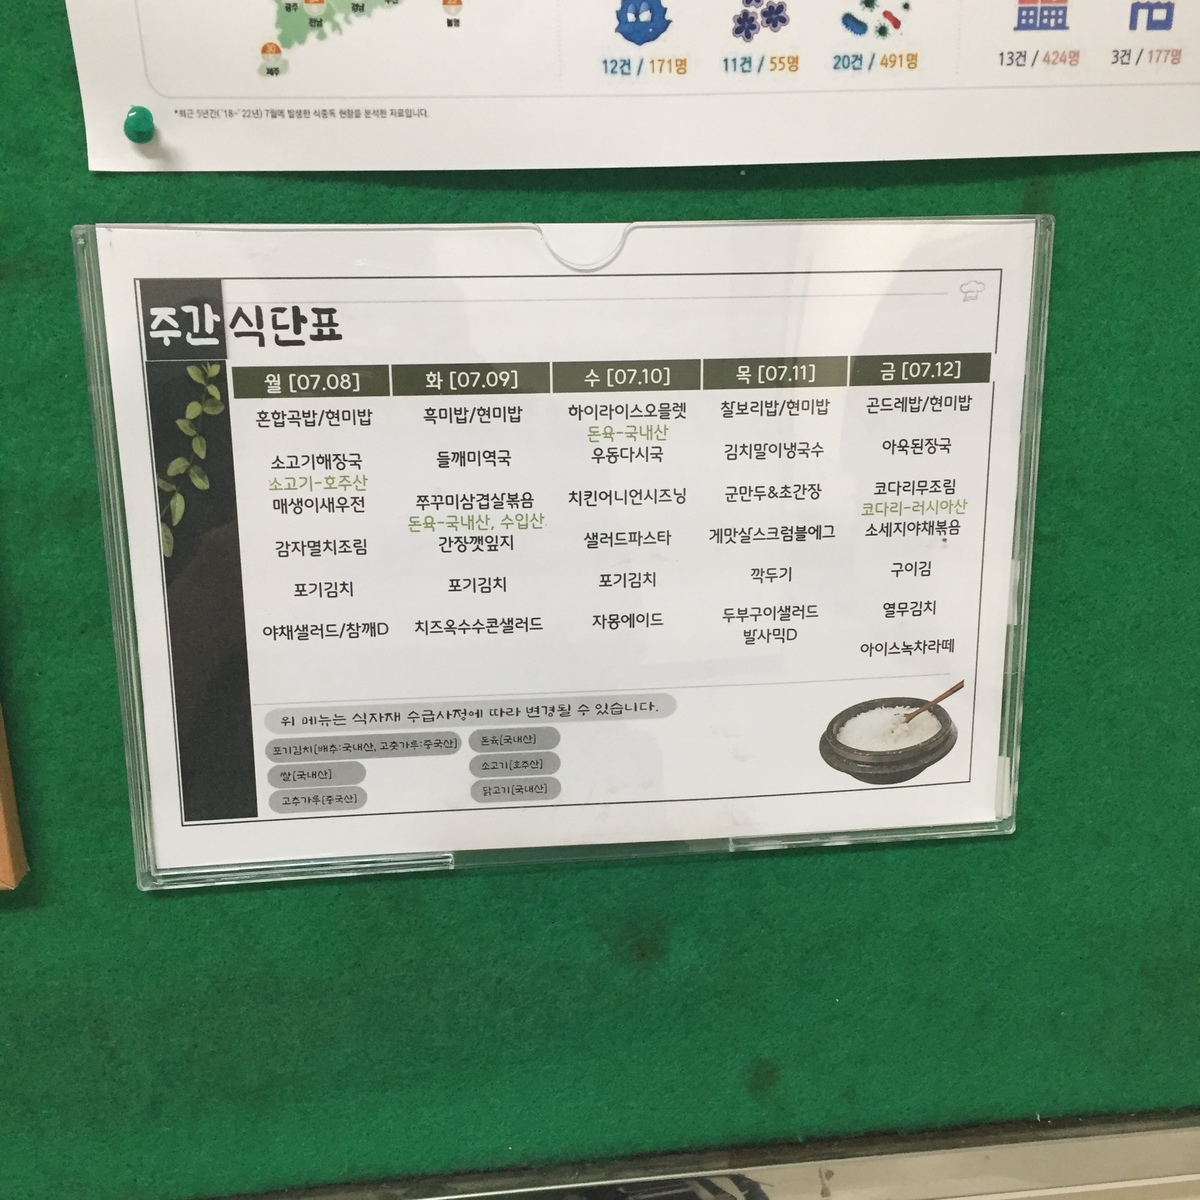 광주
전남
경남
제주
12건 / 171명
11건 / 55명
20건 / 491명
13건 / 424명
3건 / 177명
*최근 5년간('18~'22년) 7월에 발생한 식중독 현황을 분석한 자료입니다.
주간 식단표
월 [07.08]
혼합곡밥/현미밥
소고기해장국
소고기-호주산
매생이새우전
감자멸치조림
포기김치
야채샐러드/참깨D
화 [07.09]
흑미밥/현미밥
들깨미역국
쭈꾸미삼겹살볶음
돈육-국내산, 수입산
간장깻잎지
포기김치
치즈옥수수콘샐러드
수 [07.10]
하이라이스오믈렛
돈육-국내산
우동다시국
치킨어니언시즈닝
샐러드파스타
포기김치
자몽에이드
목 [07.11]
찰보리밥/현미밥
김치말이냉국수
군만두&초간장
게맛살스크럼블에그
깍두기
두부구이샐러드
발사믹D
금 [07.12]
곤드레밥/현미밥
아욱된장국
코다리무조림
코다리-러시아산
소세지야채볶음
구이김
열무김치
아이스녹차라떼
위 메뉴는 식자재 수급사정에 따라 변경될 수 있습니다.
포기김치[배추:국내산, 고춧가루:중국산]
돈육[국내산]
쌀[국내산]
소고기[호주산]
고추가루[중국산]
닭고기[국내산]